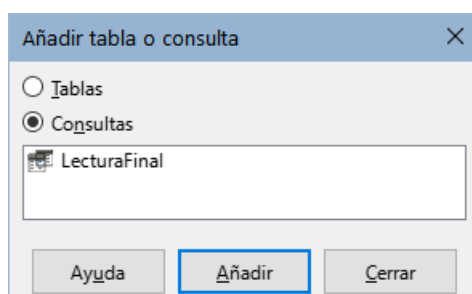 Añadir tabla o consulta
Tablas
Consultas
LecturaFinal
Ayuda Añadir Cerrar